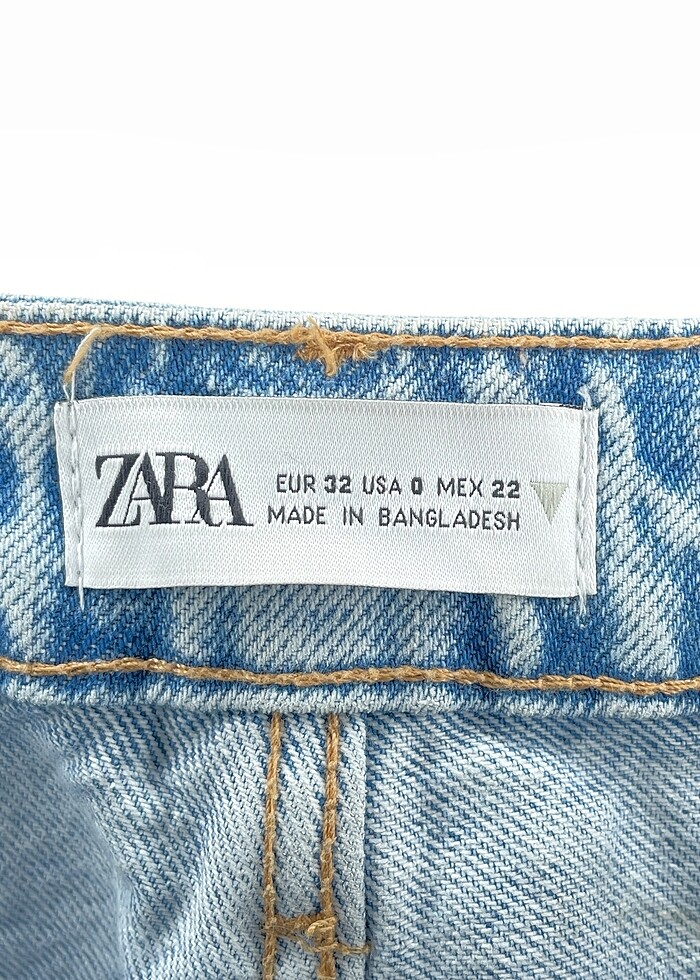 ZARA
EUR 32 USA 0 MEX 22
MADE IN BANGLADESH